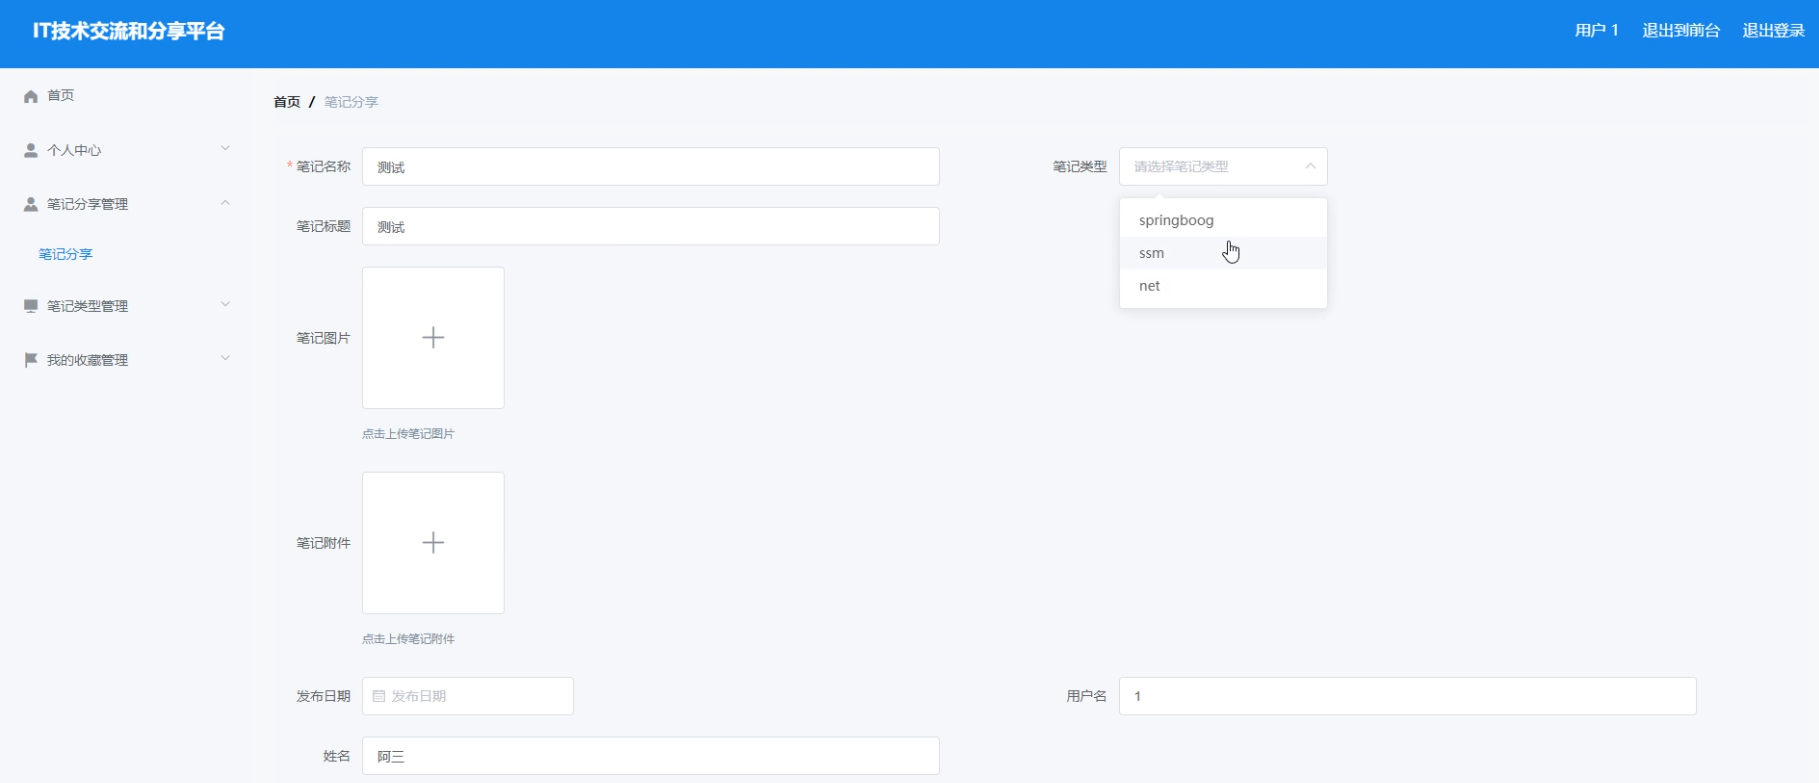 IT技术交流和分享平台
用户 1 退出到前台 退出登录
首页
个人中心
笔记分享管理
笔记分享
笔记类型管理
我的收藏管理
首页 / 笔记分享
* 笔记名称 测试
笔记类型 请选择笔记类型
springboog
ssm
net
笔记标题 测试
笔记图片
点击上传笔记图片
笔记附件
点击上传笔记附件
发布日期 发布日期
用户名 1
姓名 阿三